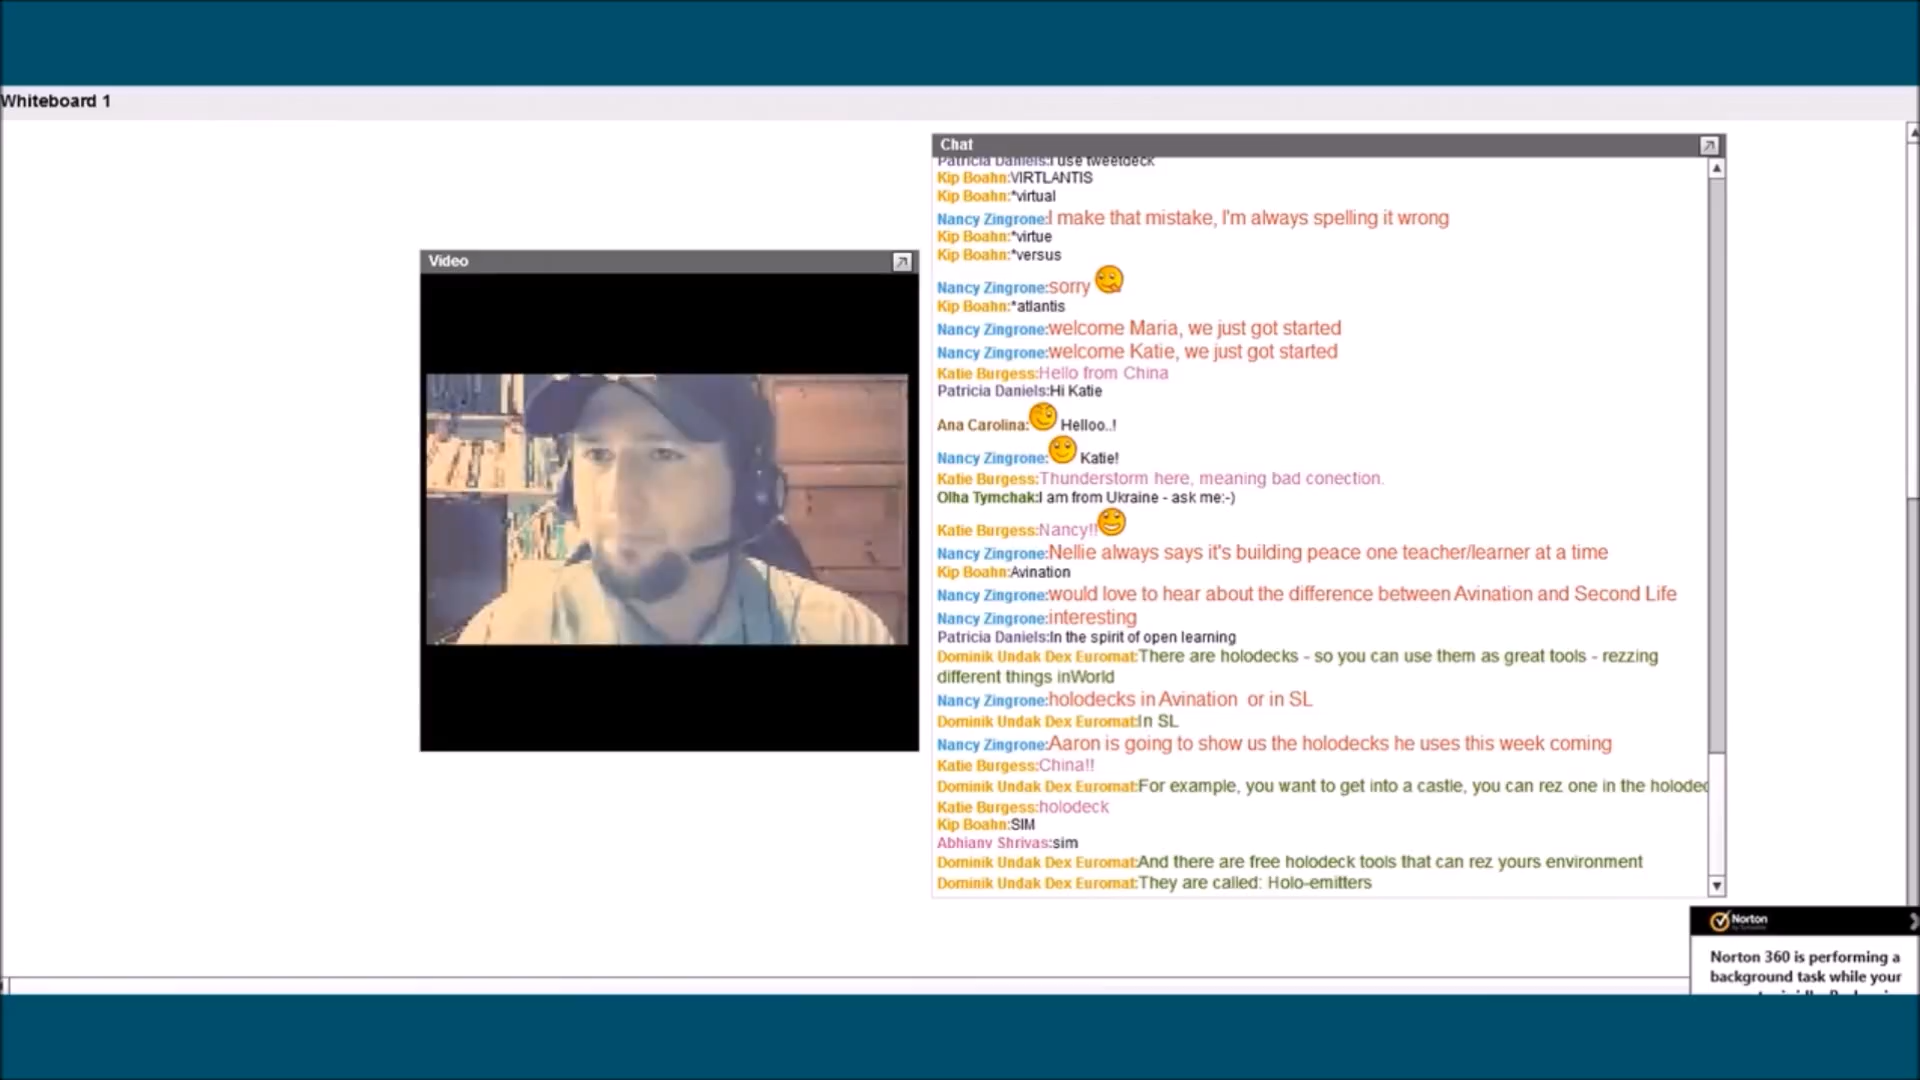 Whiteboard 1
Chat
Patricia Daniels:I use tweetdeck
Kip Boahn:VIRTLANTIS
Kip Boahn:*virtual
Nancy Zingrone:I make that mistake, I'm always spelling it wrong
Kip Boahn:*virtue
Kip Boahn:*versus
Nancy Zingrone:sorry
Kip Boahn:*atlantis
Nancy Zingrone:welcome Maria, we just got started
Nancy Zingrone:welcome Katie, we just got started
Katie Burgess:Hello from China
Patricia Daniels:Hi Katie
Ana Carolina: Helloo..!
Nancy Zingrone: Katie!
Katie Burgess:Thunderstorm here, meaning bad conection.
Olha Tymchak:I am from Ukraine - ask me:-)
Katie Burgess:Nancy!!
Nancy Zingrone:Nellie always says it's building peace one teacher/learner at a time
Kip Boahn:Avination
Nancy Zingrone:would love to hear about the difference between Avination and Second Life
Nancy Zingrone:interesting
Patricia Daniels:In the spirit of open learning
Dominik Undak Dex Euromat:There are holodecks - so you can use them as great tools - rezzing
different things inWorld
Nancy Zingrone:holodecks in Avination or in SL
Dominik Undak Dex Euromat:In SL
Nancy Zingrone:Aaron is going to show us the holodecks he uses this week coming
Katie Burgess:China!!
Dominik Undak Dex Euromat:For example, you want to get into a castle, you can rez one in the holodec
Katie Burgess:holodeck
Kip Boahn:SIM
Abhianv Shrivas:sim
Dominik Undak Dex Euromat:And there are free holodeck tools that can rez yours environment
Dominik Undak Dex Euromat:They are called: Holo-emitters
Video
Norton
Norton 360 is performing a
background task while your